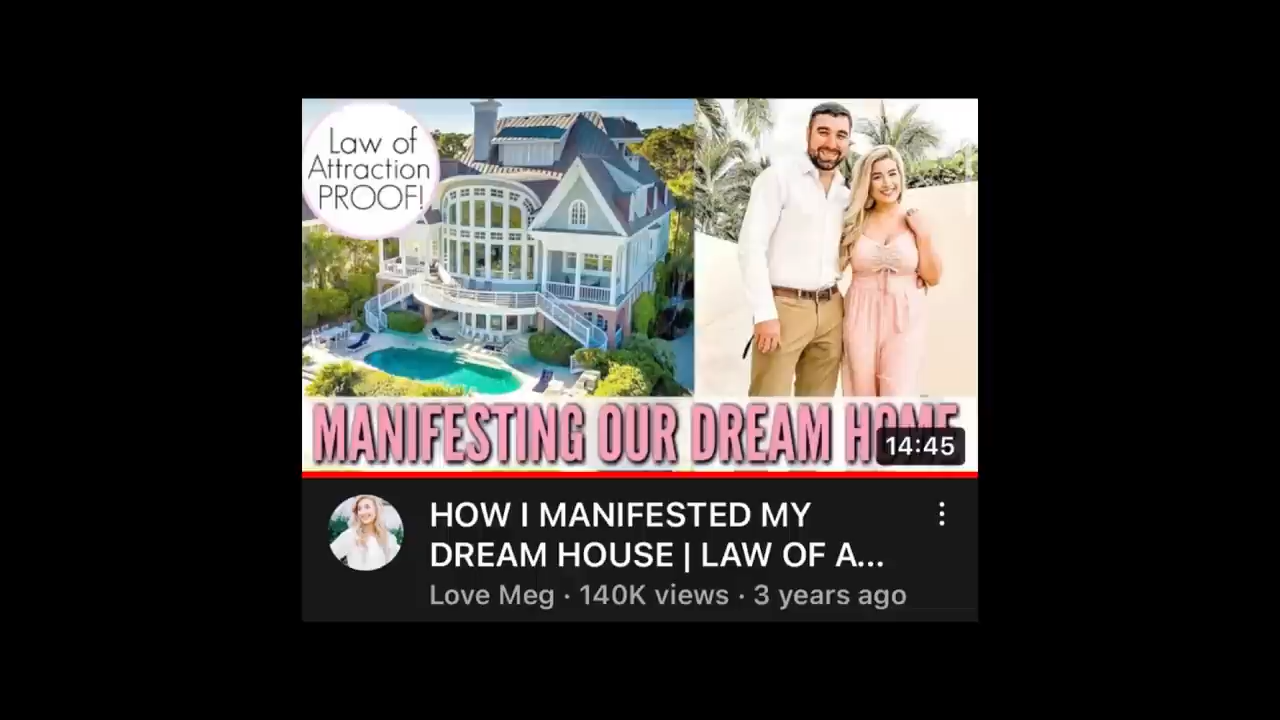 Law of
Attraction
PROOF!
MANIFESTING OUR DREAM HOME
14:45
HOW I MANIFESTED MY
DREAM HOUSE | LAW OF A...
Love Meg · 140K views · 3 years ago